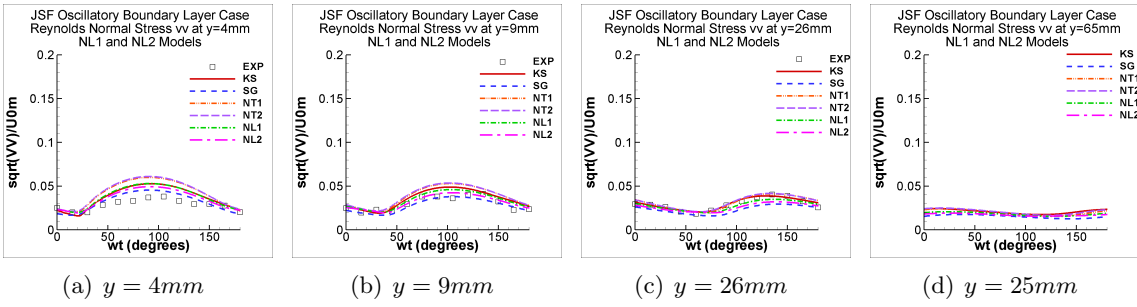 JSF Oscillatory Boundary Layer Case
Reynolds Normal Stress vv at y=4mm
NL1 and NL2 Models
sqrt(VV)/U0m
0.2
0.15
0.1
0.05
0
0 50 100 150
wt (degrees)
EXP
KS
SG
NT1
NT2
NL1
NL2
(a) y = 4mm
JSF Oscillatory Boundary Layer Case
Reynolds Normal Stress vv at y=9mm
NL1 and NL2 Models
sqrt(VV)/U0m
0.2
0.15
0.1
0.05
0
0 50 100 150
wt (degrees)
EXP
KS
SG
NT1
NT2
NL1
NL2
(b) y = 9mm
JSF Oscillatory Boundary Layer Case
Reynolds Normal Stress vv at y=26mm
NL1 and NL2 Models
sqrt(VV)/U0m
0.2
0.15
0.1
0.05
0
0 50 100 150
wt (degrees)
EXP
KS
SG
NT1
NT2
NL1
NL2
(c) y = 26mm
JSF Oscillatory Boundary Layer Case
Reynolds Normal Stress vv at y=65mm
NL1 and NL2 Models
sqrt(VV)/U0m
0.2
0.15
0.1
0.05
0
0 50 100 150
wt (degrees)
KS
SG
NT1
NT2
NL1
NL2
(d) y = 25mm